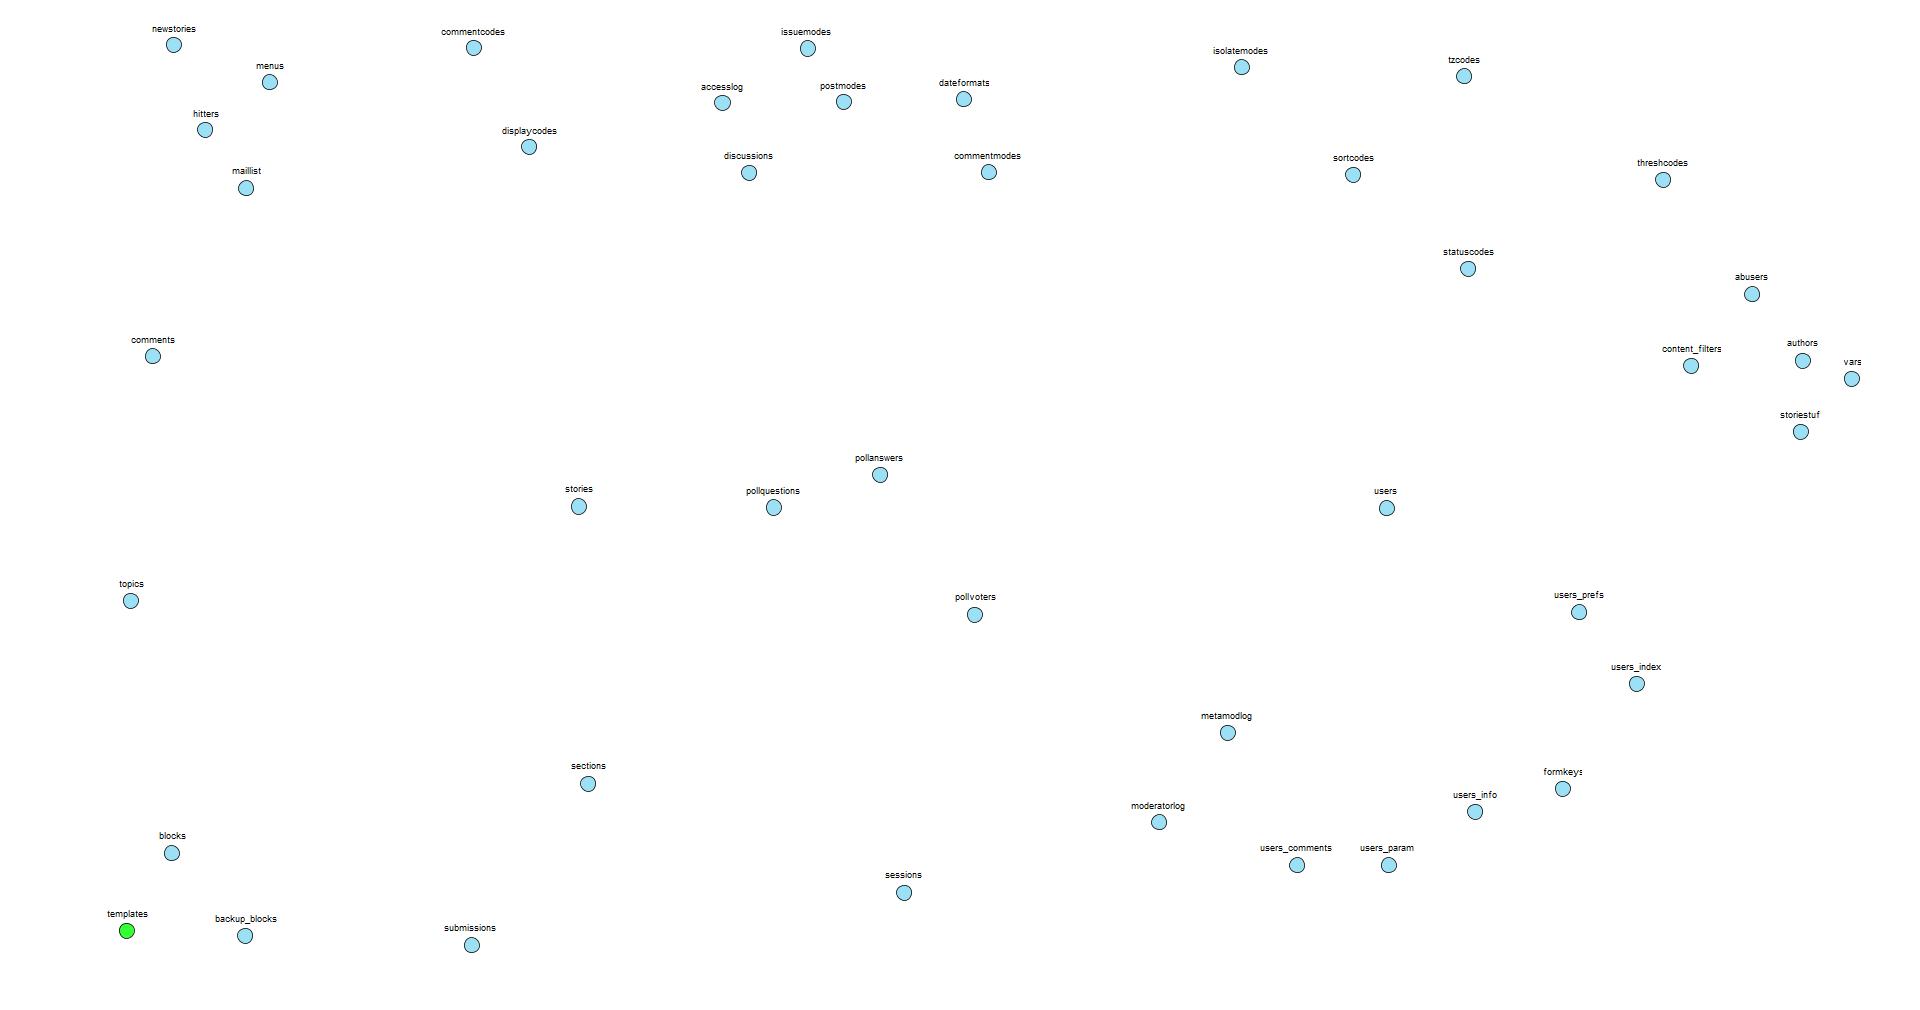 newstories
commentcodes
issuemodes
isolatemodes
tzcodes
menus
accesslog
postmodes
dateformats
hitters
displaycodes
discussions
commentmodes
sortcodes
threshcodes
maillist
statuscodes
abusers
comments
content_filters
authors
vars
storiestuf
pollanswers
stories
pollquestions
users
topics
pollvoters
users_prefs
users_index
metamodlog
sections
formkeys
users_info
moderatorlog
blocks
users_comments
users_param
sessions
templates
backup_blocks
submissions